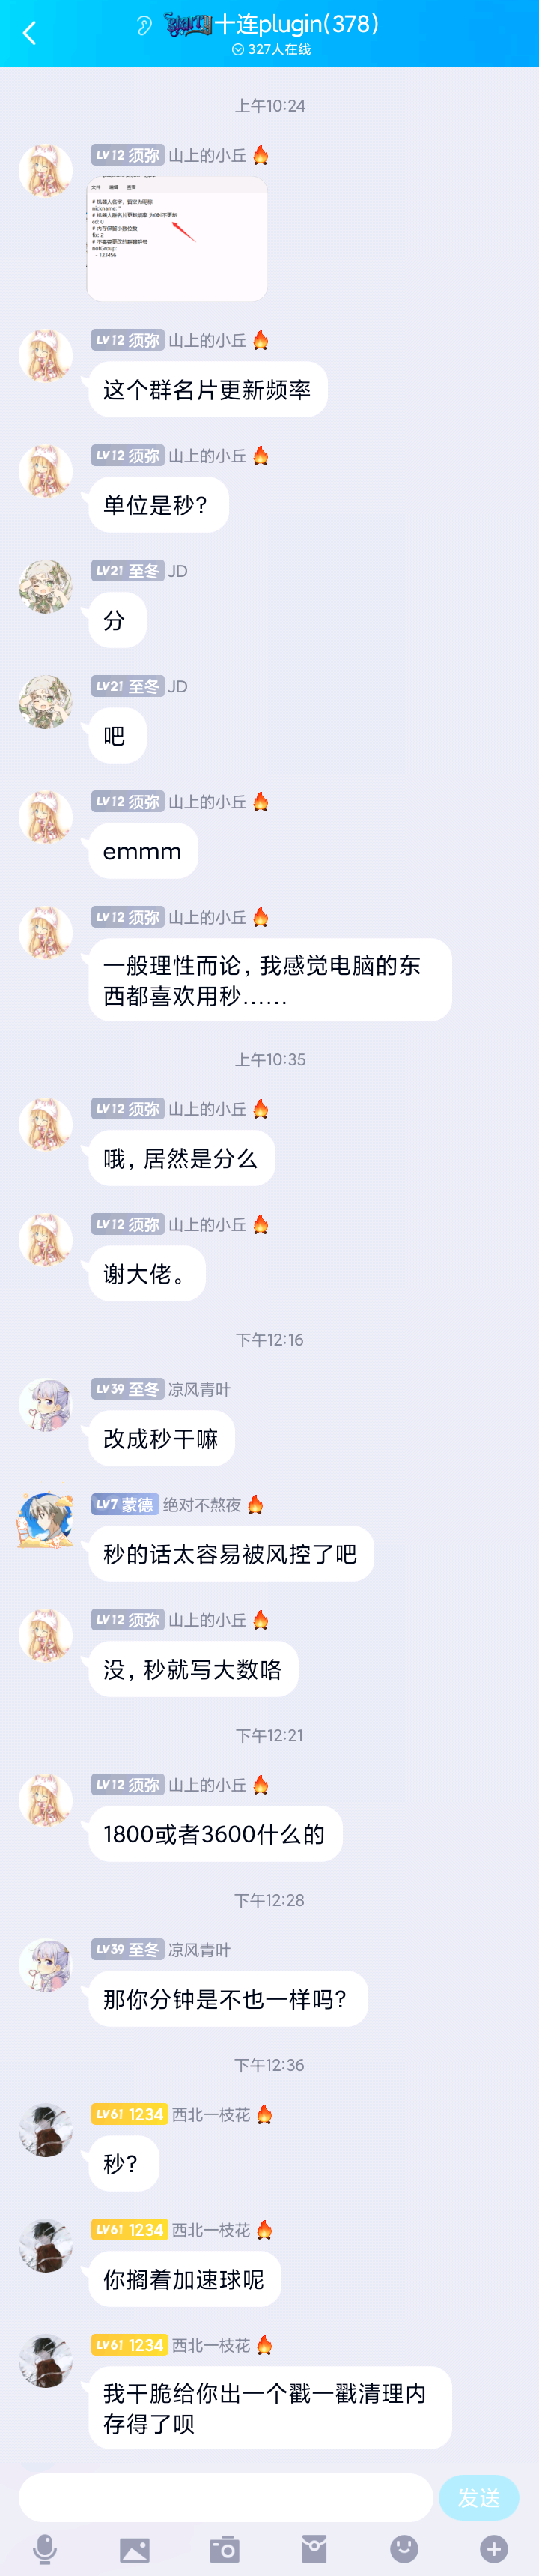 Starry十连plugin(378)
327人在线
上午10:24
LV12 须弥 山上的小丘
文件 编辑 查看
# 机器人名字，留空为昵称
nickname: ''
# 机器人群名片更新频率 为0时不更新
cd: 0
# 内存保留小数位数
fix: 2
# 不需要更改的群聊群号
notGroup:
- 123456
LV12 须弥 山上的小丘
这个群名片更新频率
LV12 须弥 山上的小丘
单位是秒?
LV21 至冬 JD
分
LV21 至冬 JD
吧
LV12 须弥 山上的小丘
emmm
LV12 须弥 山上的小丘
一般理性而论，我感觉电脑的东
西都喜欢用秒……
上午10:35
LV12 须弥 山上的小丘
哦，居然是分么
LV12 须弥 山上的小丘
谢大佬。
下午12:16
LV39 至冬 凉风青叶
改成秒干嘛
LV7 蒙德 绝对不熬夜
秒的话太容易被风控了吧
LV12 须弥 山上的小丘
没，秒就写大数咯
下午12:21
LV12 须弥 山上的小丘
1800或者3600什么的
下午12:28
LV39 至冬 凉风青叶
那你分钟是不也一样吗?
下午12:36
LV61 1234 西北一枝花
秒?
LV61 1234 西北一枝花
你搁着加速球呢
LV61 1234 西北一枝花
我干脆给你出一个戳一戳清理内
存得了呗
发送